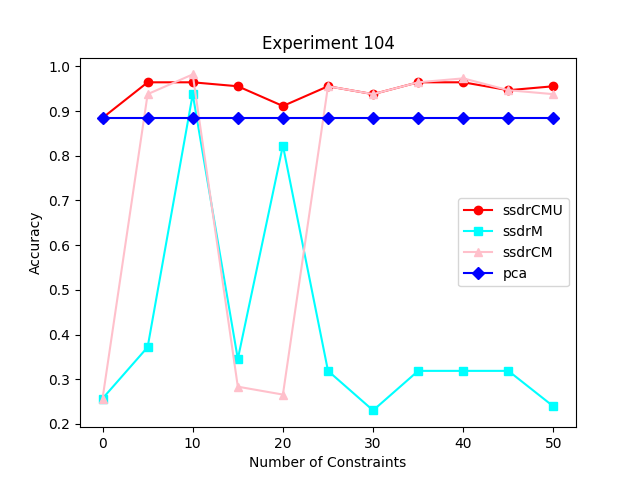 Experiment 104
Accuracy
1.0
0.9
0.8
0.7
0.6
0.5
0.4
0.3
0.2
ssdrCMU
ssdrM
ssdrCM
pca
0 10 20 30 40 50
Number of Constraints